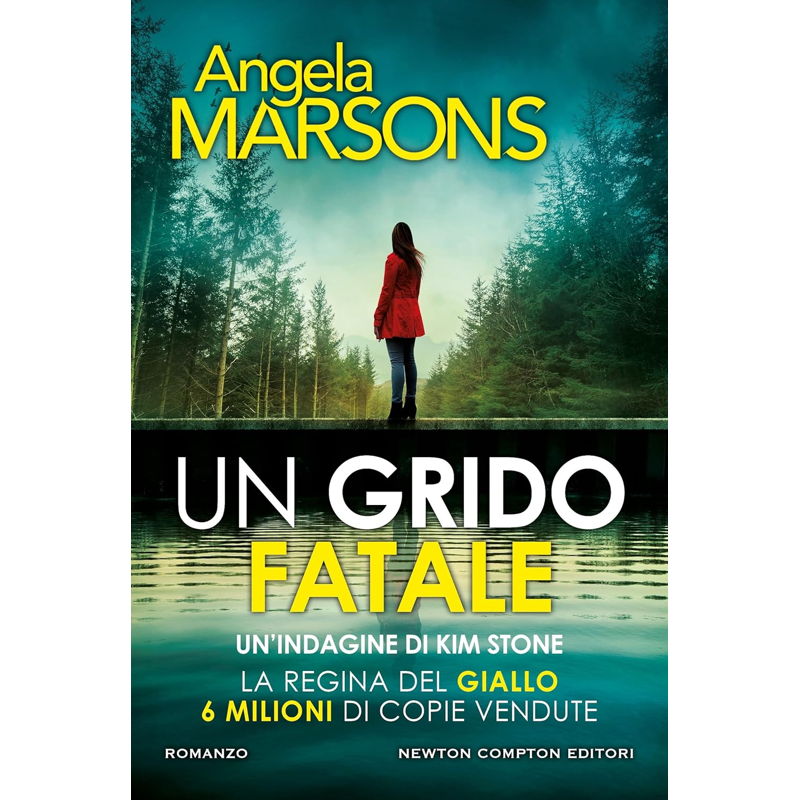 Angela
MARSONS
UN GRIDO
FATALE
UN'INDAGINE DI KIM STONE
LA REGINA DEL GIALLO
6 MILIONI DI COPIE VENDUTE
ROMANZO NEWTON COMPTON EDITORI